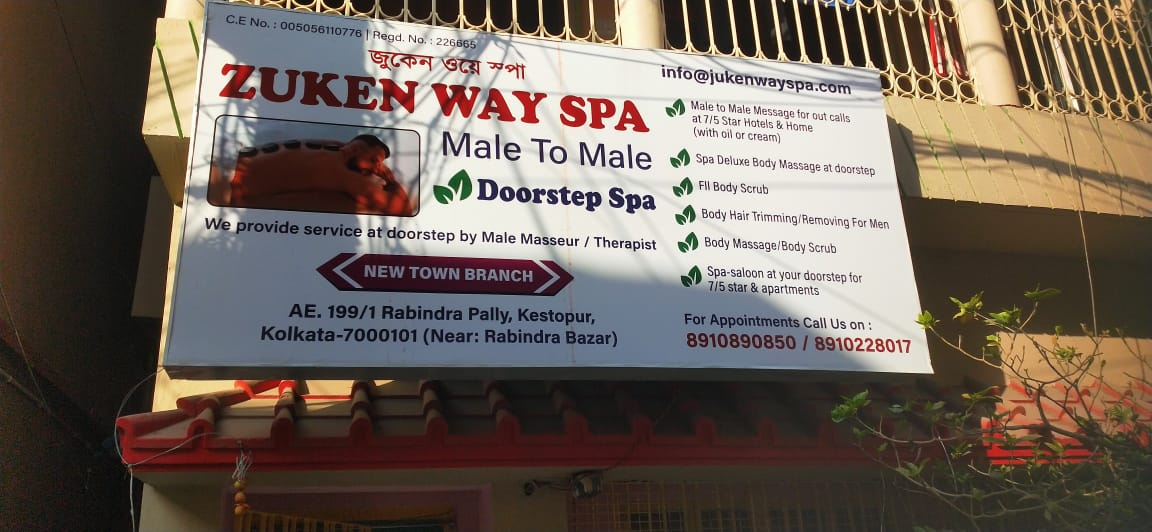 C.E No. : 005056110776 | Regd. No. : 226665
জুকেন ওয়ে স্পা
ZUKEN WAY SPA
Male To Male
Doorstep Spa
We provide service at doorstep by Male Masseur / Therapist
NEW TOWN BRANCH
AE. 199/1 Rabindra Pally, Kestopur,
Kolkata-7000101 (Near: Rabindra Bazar)
info@jukenwayspa.com
Male to Male Message for out calls
at 7/5 Star Hotels & Home
(with oil or cream)
Spa Deluxe Body Massage at doorstep
FIl Body Scrub
Body Hair Trimming/Removing For Men
Body Massage/Body Scrub
Spa-saloon at your doorstep for
7/5 star & apartments
For Appointments Call Us on :
8910890850 / 8910228017